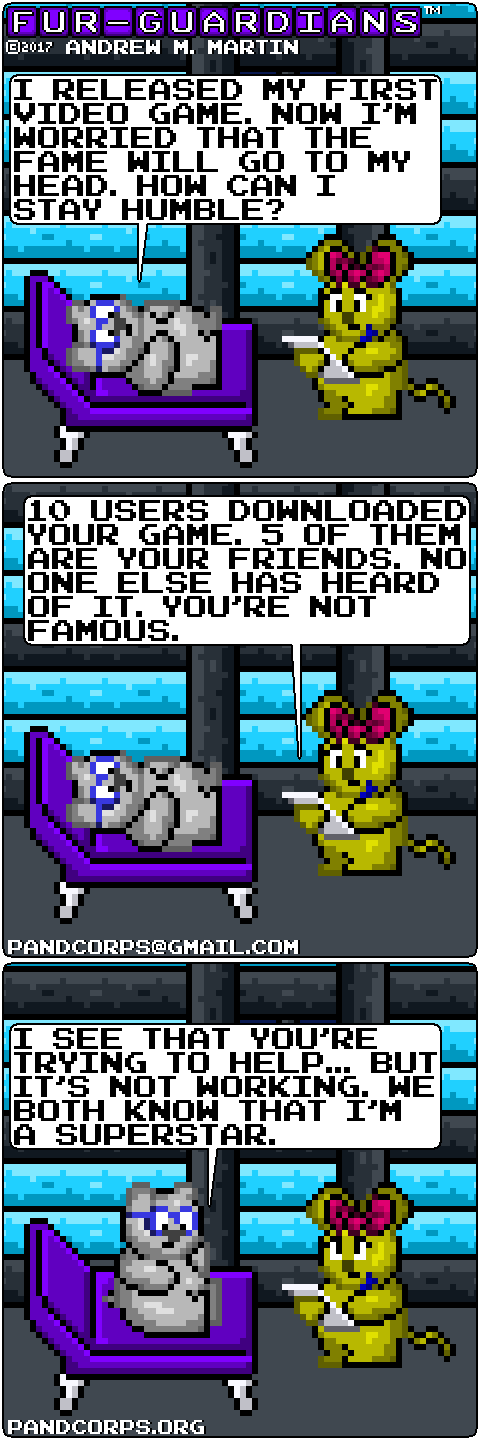 FUR-GUARDIANS™
©2017 ANDREW M. MARTIN
I RELEASED MY FIRST
VIDEO GAME. NOW I'M
WORRIED THAT THE
FAME WILL GO TO MY
HEAD. HOW CAN I
STAY HUMBLE?
10 USERS DOWNLOADED
YOUR GAME. 5 OF THEM
ARE YOUR FRIENDS. NO
ONE ELSE HAS HEARD
OF IT. YOU'RE NOT
FAMOUS.
PANDCORPS@GMAIL.COM
I SEE THAT YOU'RE
TRYING TO HELP... BUT
IT'S NOT WORKING. WE
BOTH KNOW THAT I'M
A SUPERSTAR.
PANDCORPS.ORG